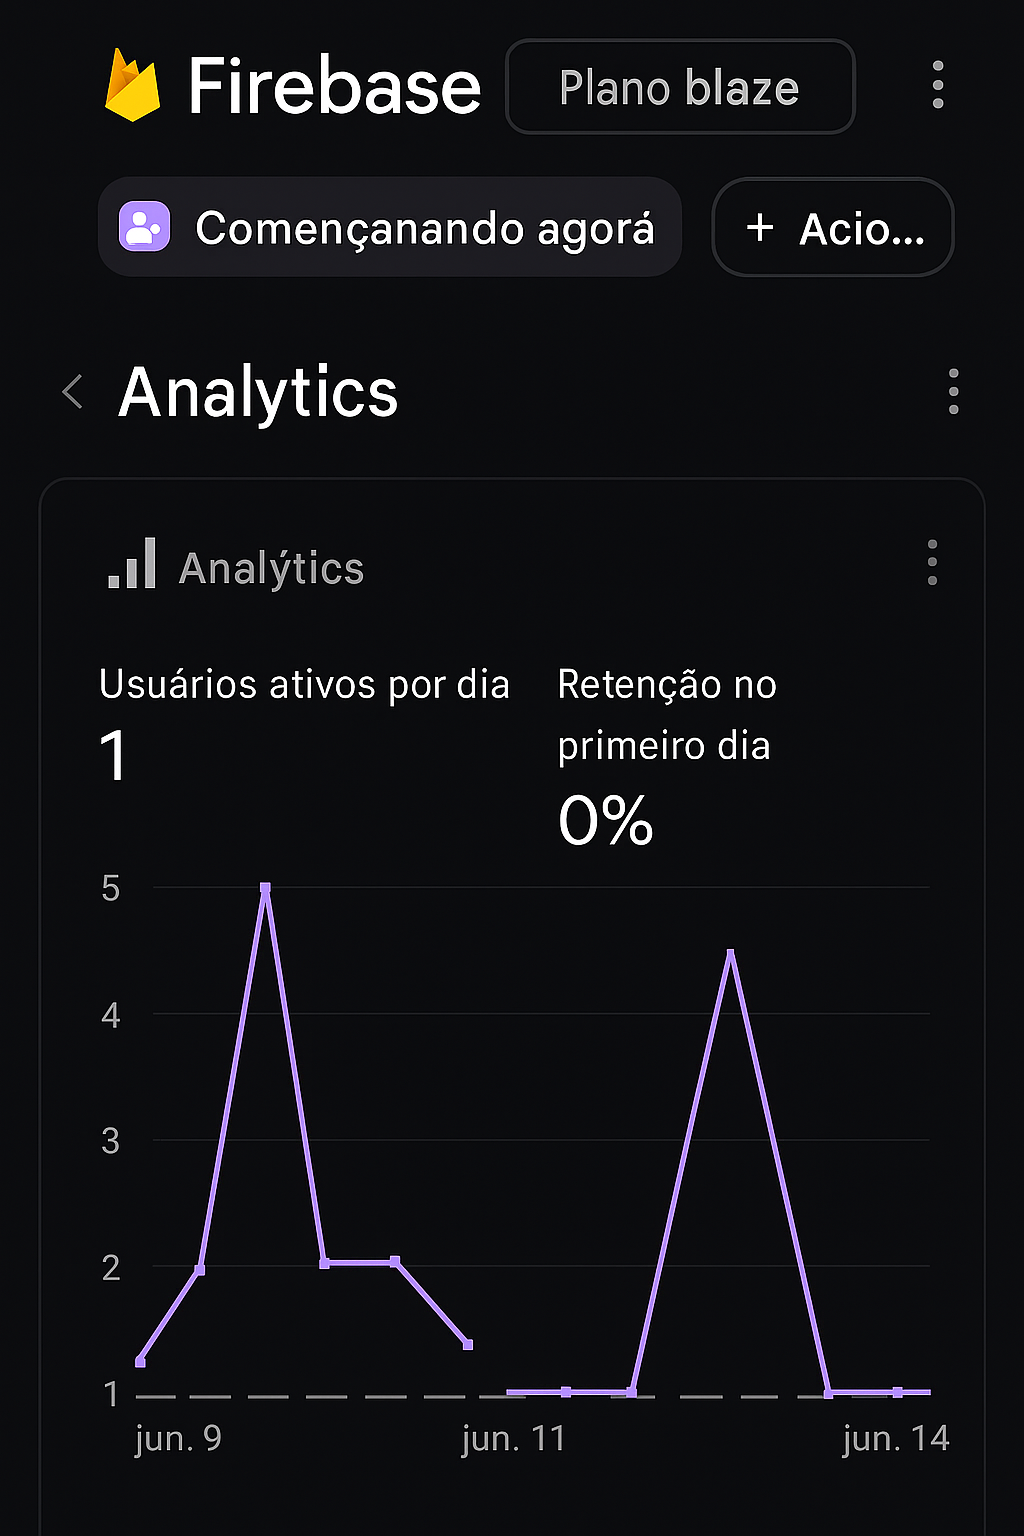 Firebase
Plano blaze
Començanando agorá
+ Acio...
Analytics
Analýtics
Usuários ativos por dia
1
Retenção no
primeiro dia
0%
5
4
3
2
1
jun. 9
jun. 11
jun. 14